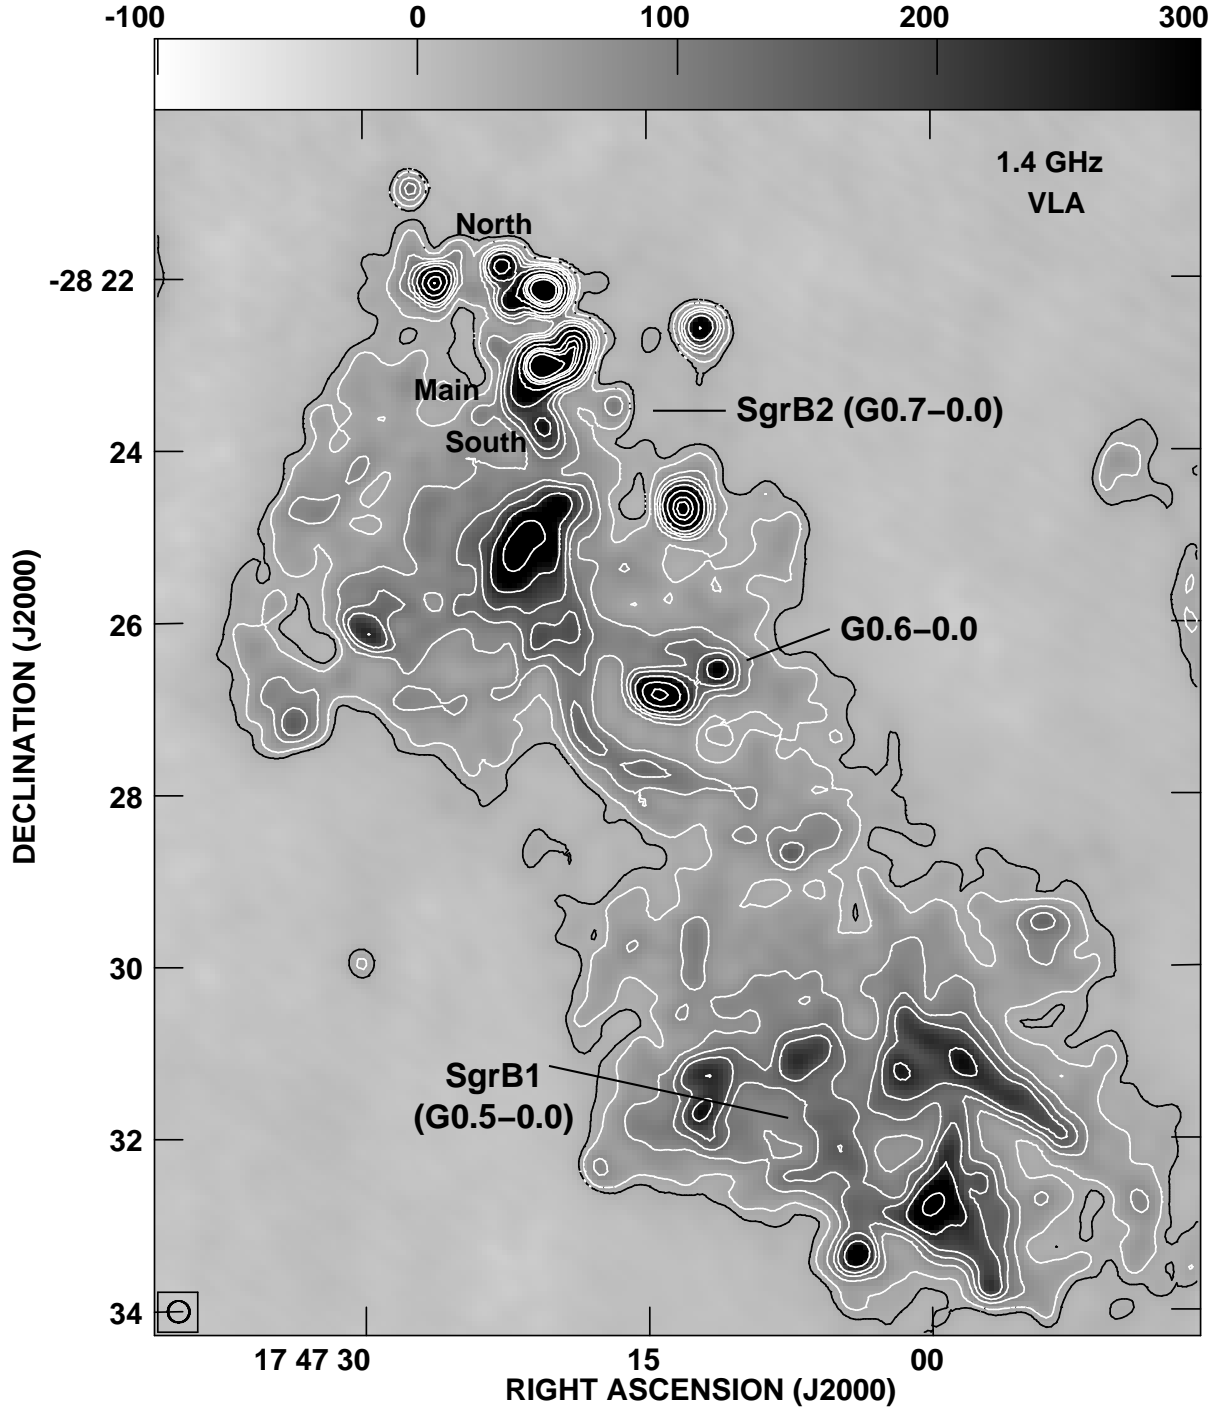 -100 0 100 200 300
1.4 GHz
VLA
North
-28 22
Main
SgrB2 (G0.7–0.0)
South
24
26
G0.6–0.0
28
30
SgrB1
(G0.5–0.0)
32
34
DECLINATION (J2000)
17 47 30 15 00
RIGHT ASCENSION (J2000)